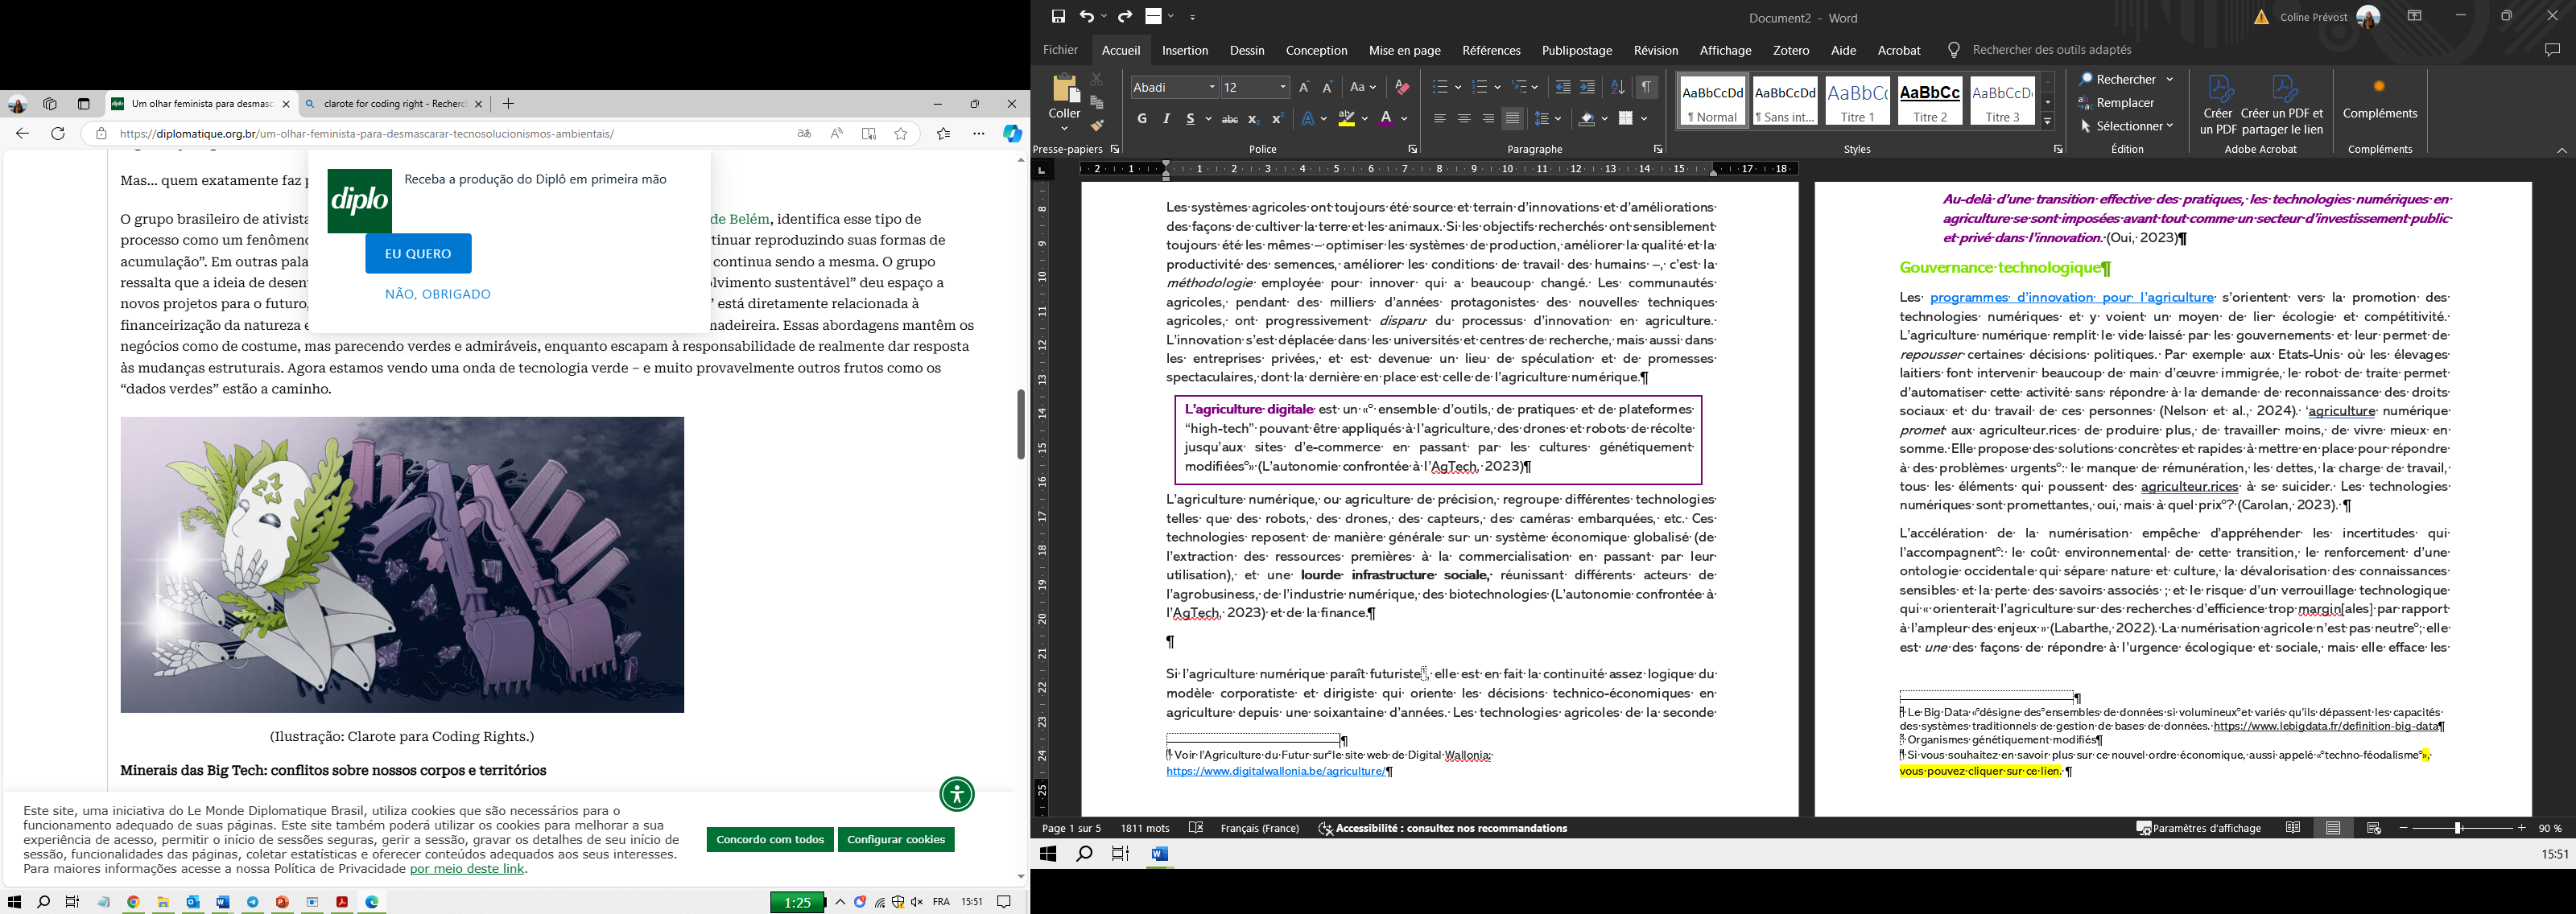 Um olhar feminista para desmasc
clarote for coding right - Recherc
https://diplomatique.org.br/um-olhar-feminista-para-desmascarar-tecnosolucionismos-ambientais/
Mas... quem exatamente faz
diplo
Receba a produção do Diplô em primeira mão
EU QUERO
NÃO, OBRIGADO
O grupo brasileiro de ativista
de Belém, identifica esse tipo de
processo como um fenômeno
tinuar reproduzindo suas formas de
acumulação”. Em outras pala
continua sendo a mesma. O grupo
ressalta que a ideia de desen
olvimento sustentável” deu espaço a
novos projetos para o futuro,
’ está diretamente relacionada à
financeirização da natureza e
madeireira. Essas abordagens mantêm os
negócios como de costume, mas parecendo verdes e admiráveis, enquanto escapam à responsabilidade de realmente dar resposta
às mudanças estruturais. Agora estamos vendo uma onda de tecnologia verde – e muito provavelmente outros frutos como os
“dados verdes” estão a caminho.
(Ilustração: Clarote para Coding Rights.)
Minerais das Big Tech: conflitos sobre nossos corpos e territórios
Este site, uma iniciativa do Le Monde Diplomatique Brasil, utiliza cookies que são necessários para o
funcionamento adequado de suas páginas. Este site também poderá utilizar os cookies para melhorar a sua
experiência de acesso, permitir o início de sessões seguras, gerir a sessão, gravar os detalhes de seu início de
sessão, funcionalidades das páginas, coletar estatísticas e oferecer conteúdos adequados aos seus interesses.
Para maiores informações acesse a nossa Política de Privacidade por meio deste link.
Concordo com todos
Configurar cookies
1:25
FRA
15:51
Document2 - Word
Coline Prévost
Fichier
Accueil
Insertion
Dessin
Conception
Mise en page
Références
Publipostage
Révision
Affichage
Zotero
Aide
Acrobat
Rechercher des outils adaptés
Coller
Presse-papiers
Abadi
12
G I S abc x₂ x²
Police
Paragraphe
AaBbCcDd
¶ Normal
AaBbCcDd
¶ Sans int...
AaBbCc
Titre 1
AaBbCc
Titre 2
AaBbCcD
Titre 3
Styles
Rechercher
Remplacer
Sélectionner
Édition
Créer
un PDF
Créer un PDF et
partager le lien
Adobe Acrobat
Compléments
Compléments
Les systèmes agricoles ont toujours été source et terrain d’innovations et d’améliorations
des façons de cultiver la terre et les animaux. Si les objectifs recherchés ont sensiblement
toujours été les mêmes – optimiser les systèmes de production, améliorer la qualité et la
productivité des semences, améliorer les conditions de travail des humains –, c’est la
méthodologie employée pour innover qui a beaucoup changé. Les communautés
agricoles, pendant des milliers d’années protagonistes des nouvelles techniques
agricoles, ont progressivement disparu du processus d’innovation en agriculture.
L’innovation s’est déplacée dans les universités et centres de recherche, mais aussi dans
les entreprises privées, et est devenue un lieu de spéculation et de promesses
spectaculaires, dont la dernière en place est celle de l’agriculture numérique.¶
L’agriculture digitale est un «° ensemble d’outils, de pratiques et de plateformes
“high-tech” pouvant être appliqués à l’agriculture, des drones et robots de récolte
jusqu’aux sites d’e-commerce en passant par les cultures génétiquement
modifiées°» (L’autonomie confrontée à l’AgTech, 2023)¶
L’agriculture numérique, ou agriculture de précision, regroupe différentes technologies
telles que des robots, des drones, des capteurs, des caméras embarquées, etc. Ces
technologies reposent de manière générale sur un système économique globalisé (de
l’extraction des ressources premières à la commercialisation en passant par leur
utilisation), et une lourde infrastructure sociale, réunissant différents acteurs de
l’agrobusiness, de l’industrie numérique, des biotechnologies (L’autonomie confrontée à
l’AgTech, 2023) et de la finance.¶
¶
Si l’agriculture numérique paraît futuriste, elle est en fait la continuité assez logique du
modèle corporatiste et dirigiste qui oriente les décisions technico-économiques en
agriculture depuis une soixantaine d’années. Les technologies agricoles de la seconde
¶
Voir l’Agriculture du Futur sur°le site web de Digital Wallonia:
https://www.digitalwallonia.be/agriculture/¶
Au-delà d’une transition effective des pratiques, les technologies numériques en
agriculture se sont imposées avant tout comme un secteur d’investissement public
et privé dans l’innovation. (Oui, 2023)¶
Gouvernance technologique¶
Les programmes d’innovation pour l’agriculture s’orientent vers la promotion des
technologies numériques et y voient un moyen de lier écologie et compétitivité.
L’agriculture numérique remplit le vide laissé par les gouvernements et leur permet de
repousser certaines décisions politiques. Par exemple aux Etats-Unis où les élevages
laitiers font intervenir beaucoup de main d’œuvre immigrée, le robot de traite permet
d’automatiser cette activité sans répondre à la demande de reconnaissance des droits
sociaux et du travail de ces personnes (Nelson et al., 2024). ‘agriculture numérique
promet aux agriculteur.rices de produire plus, de travailler moins, de vivre mieux en
somme. Elle propose des solutions concrètes et rapides à mettre en place pour répondre
à des problèmes urgents°: le manque de rémunération, les dettes, la charge de travail,
tous les éléments qui poussent des agriculteur.rices à se suicider. Les technologies
numériques sont promettantes, oui, mais à quel prix°? (Carolan, 2023). ¶
L’accélération de la numérisation empêche d’appréhender les incertitudes qui
l’accompagnent°: le coût environnemental de cette transition, le renforcement d’une
ontologie occidentale qui sépare nature et culture, la dévalorisation des connaissances
sensibles et la perte des savoirs associés ; et le risque d’un verrouillage technologique
qui « orienterait l’agriculture sur des recherches d’efficience trop margin[ales] par rapport
à l’ampleur des enjeux » (Labarthe, 2022). La numérisation agricole n’est pas neutre°; elle
est une des façons de répondre à l’urgence écologique et sociale, mais elle efface les
¶
Le Big Data «°désigne des°ensembles de données si volumineux°et variés qu’ils dépassent les capacités
des systèmes traditionnels de gestion de bases de données. https://www.lebigdata.fr/definition-big-data¶
Organismes génétiquement modifiés¶
Si vous souhaitez en savoir plus sur ce nouvel ordre économique, aussi appelé «°techno-féodalisme°»,
vous pouvez cliquer sur ce lien. ¶
Page 1 sur 5
1811 mots
Français (France)
Accessibilité : consultez nos recommandations
Paramètres d’affichage
90 %
15:51